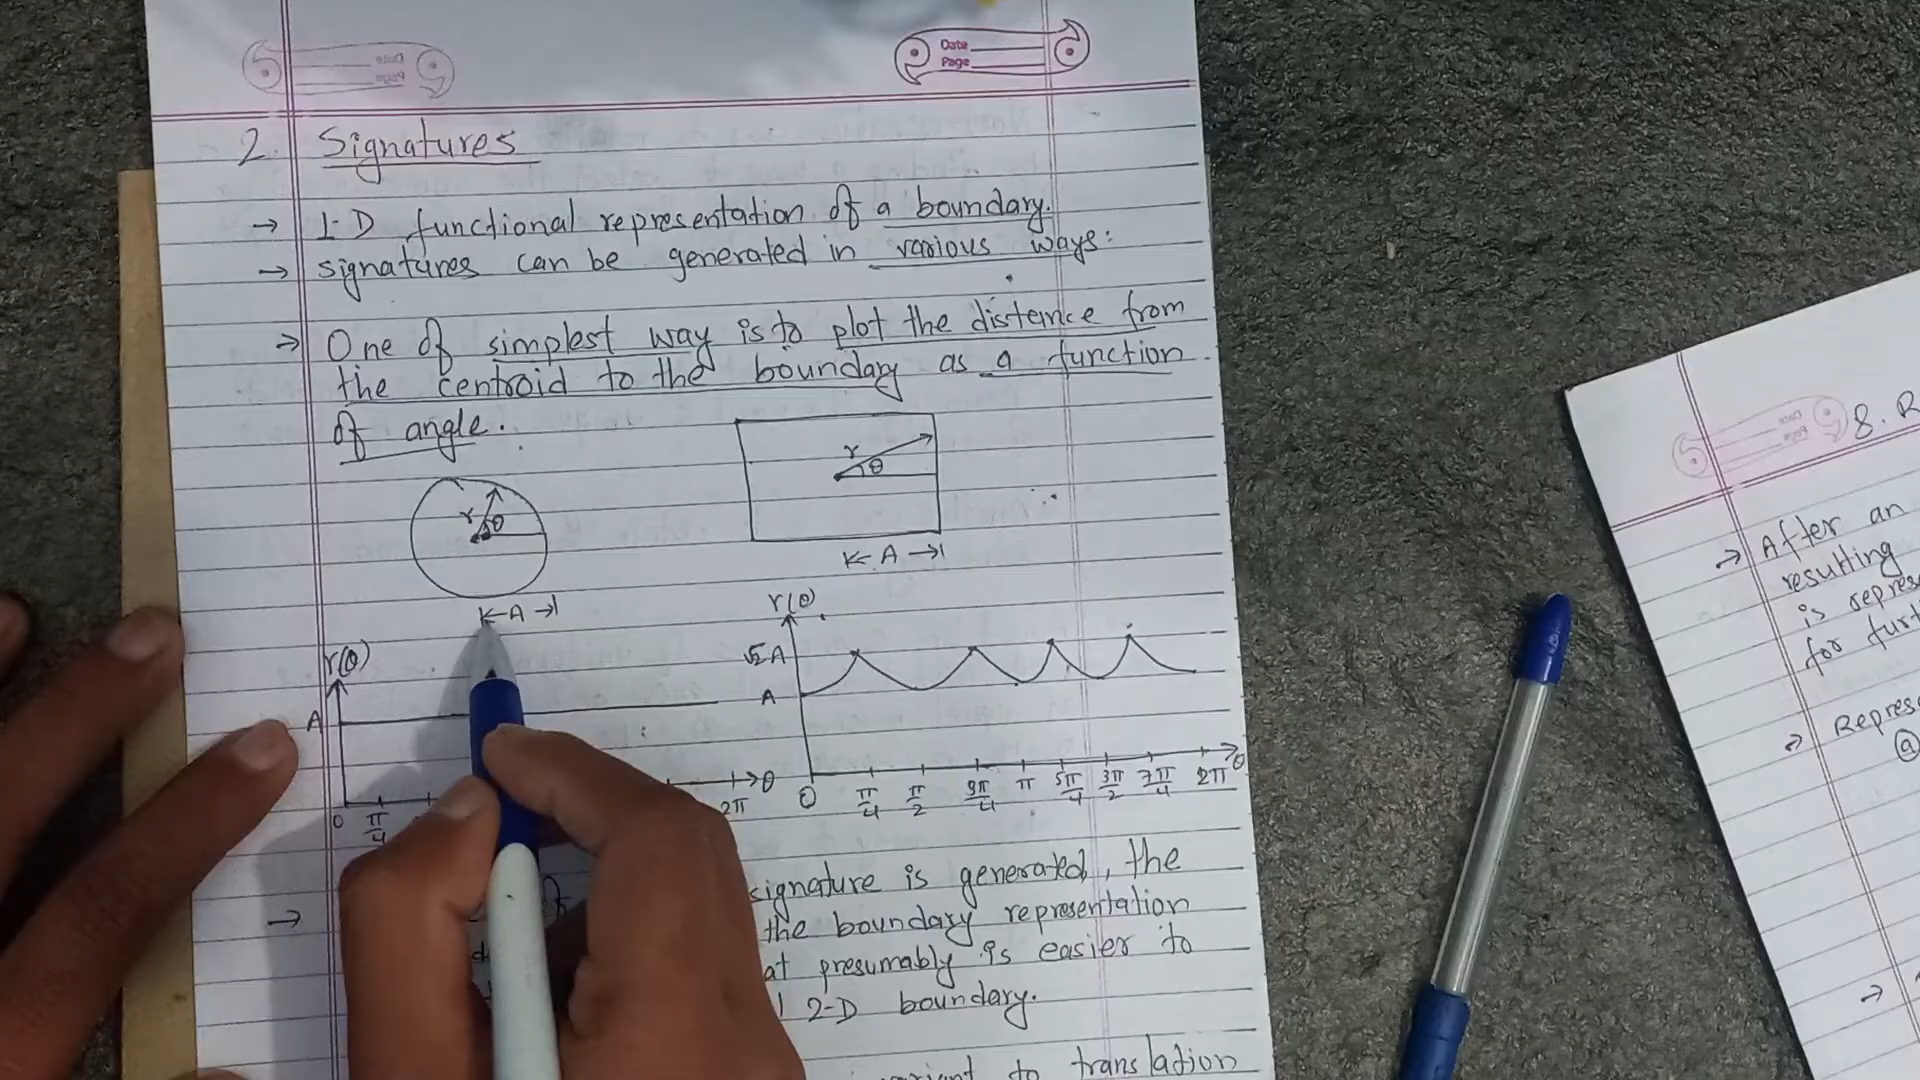 Date
Page
2. Signatures
→ 1-D functional representation of a boundary.
→ signatures can be generated in various ways:
→ One of simplest way is to plot the distemce from
the centroid to the boundary as a function
of angle.
r θ
r θ
K A →|
K A →|
r(θ)
A
0 π/4 2π θ
r(θ)
√2 A
A
0 π/4 π/2 3π/4 π 5π/4 3π/2 7π/4 2π θ
→ signature is generated, the
the boundary representation
at presumably is easier to
2-D boundary.
to translation
8. R
→ After an
resulting
is repres
for furt
→ Repres
@
→